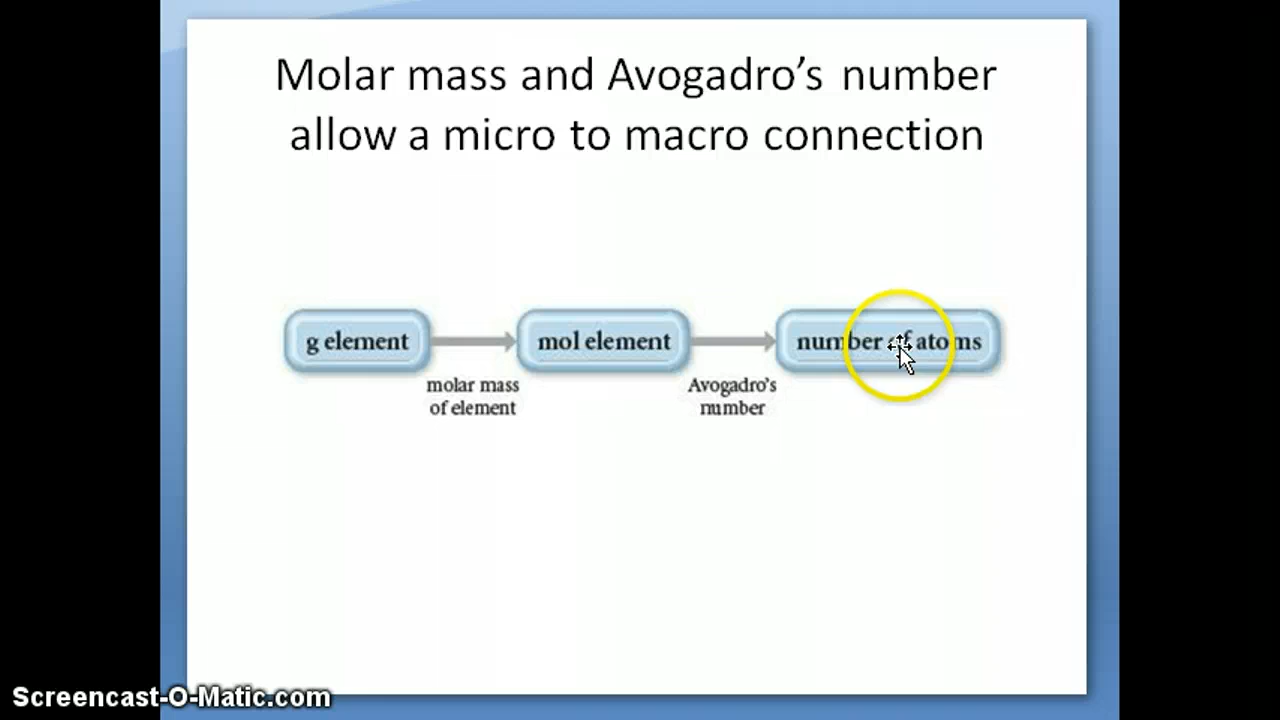 Molar mass and Avogadro’s number
allow a micro to macro connection
g element
mol element
number of atoms
molar mass
of element
Avogadro's
number
Screencast-O-Matic.com